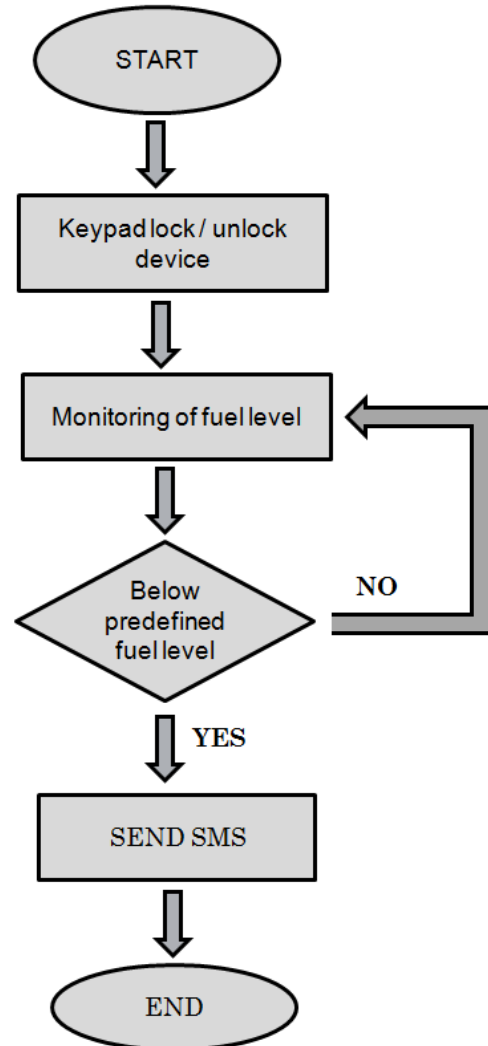 START
Keypad lock / unlock
device
Monitoring of fuel level
Below
predefined
fuel level
NO
YES
SEND SMS
END